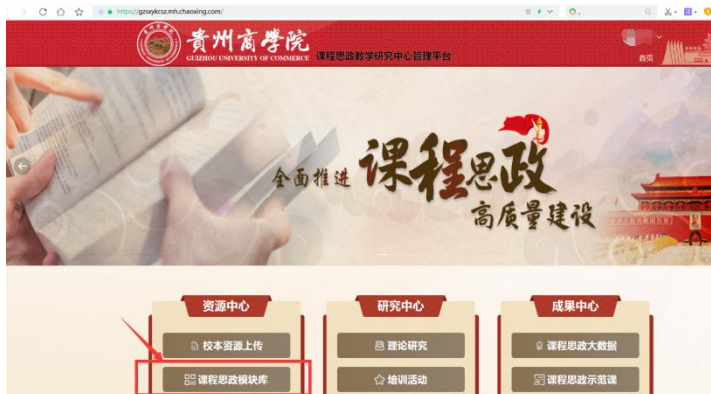 https://gzsxykcsz.mh.chaoxing.com/
貴州商學院
GUIZHOU UNIVERSITY OF COMMERCE
课程思政教学研究中心管理平台
首页
全面推进
课程思政
高质量建设
资源中心
研究中心
成果中心
校本资源上传
理论研究
课程思政大数据
课程思政模块库
培训活动
课程思政示范课